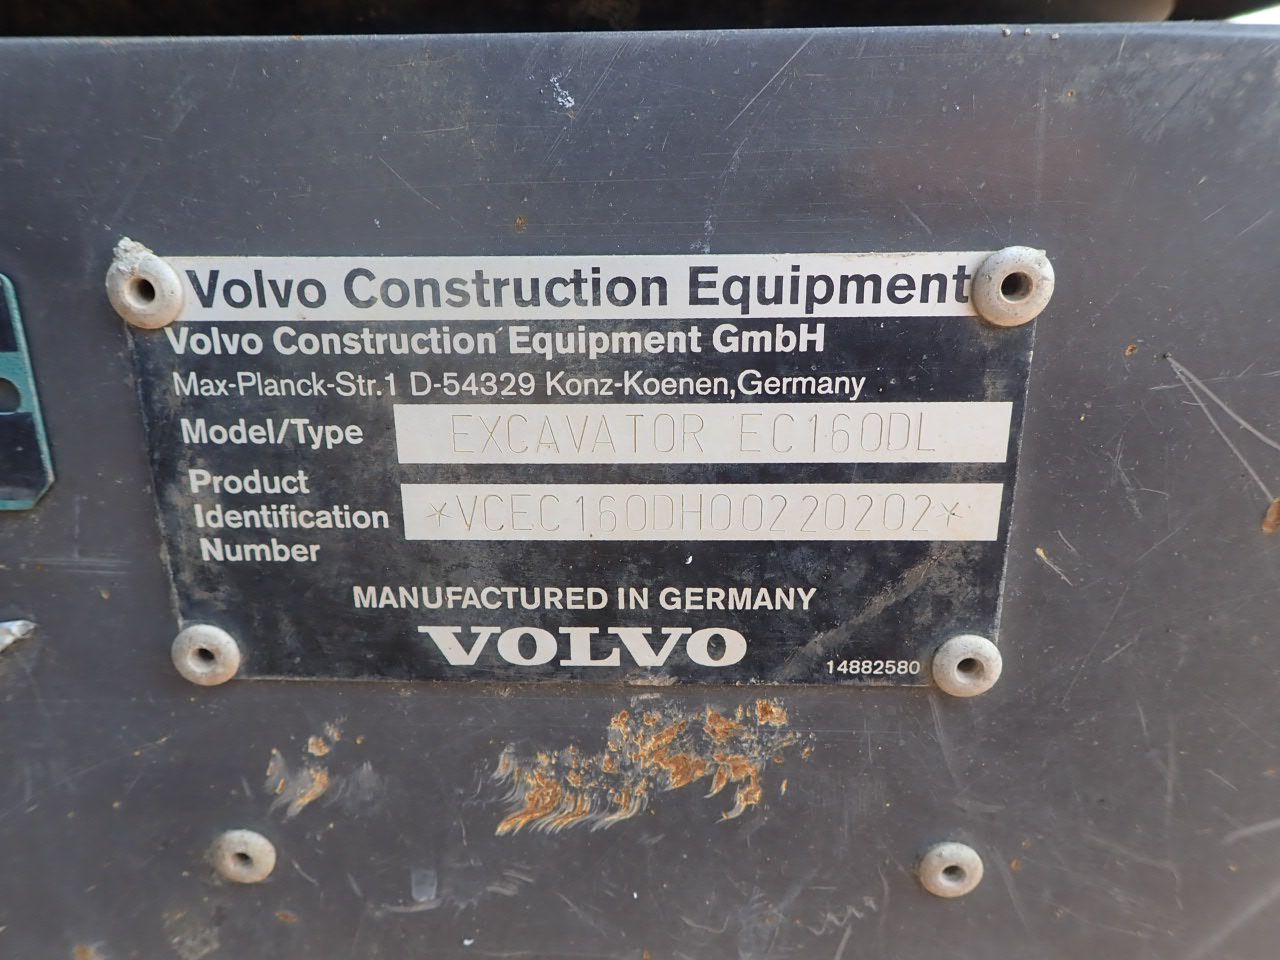 Volvo Construction Equipment
Volvo Construction Equipment GmbH
Max-Planck-Str.1 D-54329 Konz-Koenen,Germany
Model/Type EXCAVATOR EC160DL
Product
Identification *VCEC160DH00220202*
Number
MANUFACTURED IN GERMANY
VOLVO
14882580